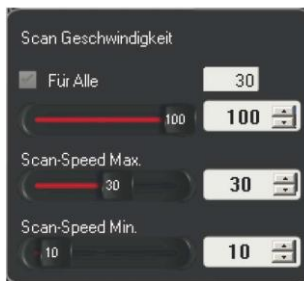 Scan Geschwindigkeit
Für Alle 30
100 100
Scan-Speed Max.
30 30
Scan-Speed Min.
10 10